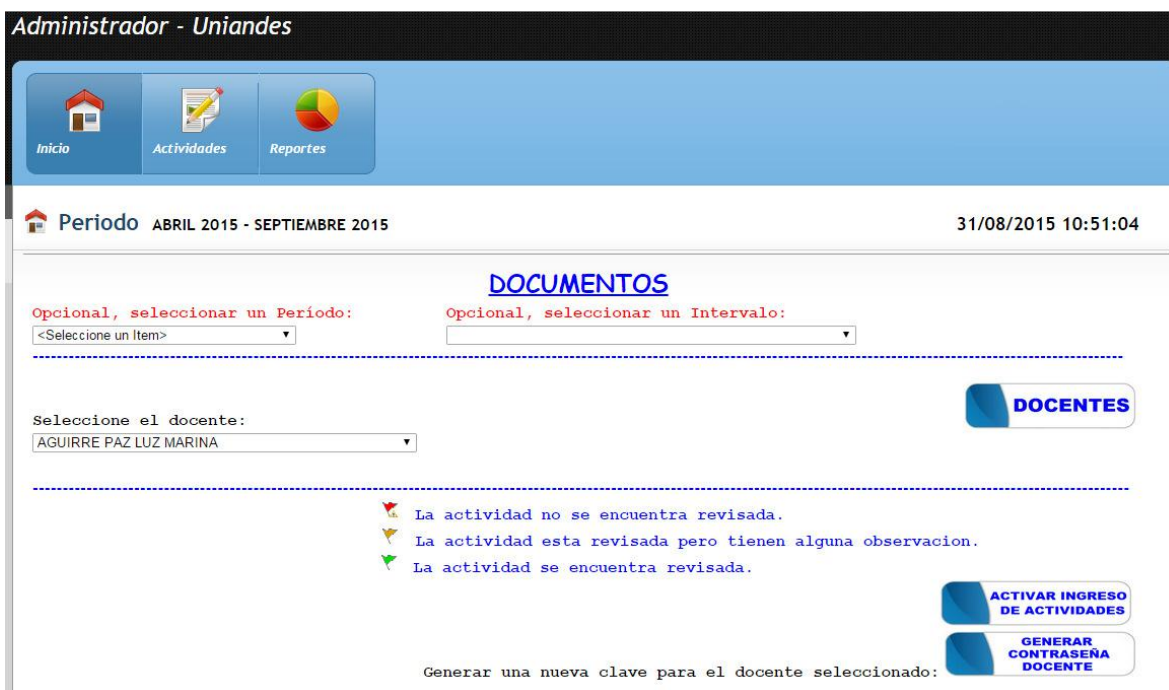 Administrador - Uniandes
Inicio
Actividades
Reportes
Periodo ABRIL 2015 - SEPTIEMBRE 2015
31/08/2015 10:51:04
DOCUMENTOS
Opcional, seleccionar un Período:
Opcional, seleccionar un Intervalo:
<Seleccione un Item>
DOCENTES
Seleccione el docente:
AGUIRRE PAZ LUZ MARINA
La actividad no se encuentra revisada.
La actividad esta revisada pero tienen alguna observacion.
La actividad se encuentra revisada.
ACTIVAR INGRESO
DE ACTIVIDADES
GENERAR
CONTRASEÑA
DOCENTE
Generar una nueva clave para el docente seleccionado: